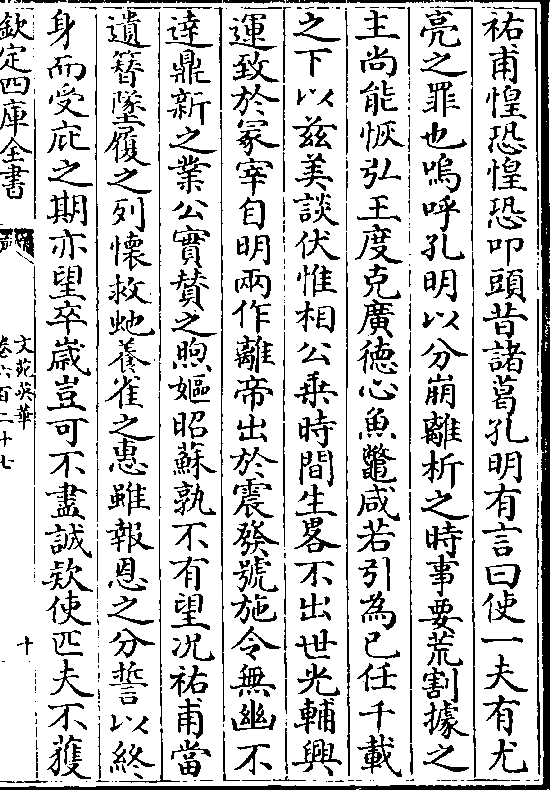 祐甫惶恐惶恐叩頭昔諸葛孔明有言曰使一夫有尤
亮之罪也嗚呼孔明以分崩離析之時事要荒割據之
主尚能恢弘王度克廣德心魚鼈咸若引為已任千載
之下以兹美談伏惟相公乗時間生畧不出世光輔興
運致於冢宰自明兩作離帝出於震發號施令無幽不
達鼎新之業公實賛之煦嫗昭蘇孰不有望况祐甫當
遺簪墜履之列懷救虵養雀之惠雖報恩之分誓以終
身而受庇之期亦望卒嵗豈可不盡誠欵使匹夫不蒦
欽定四庫全書
文苑英華
卷六百二十七
十